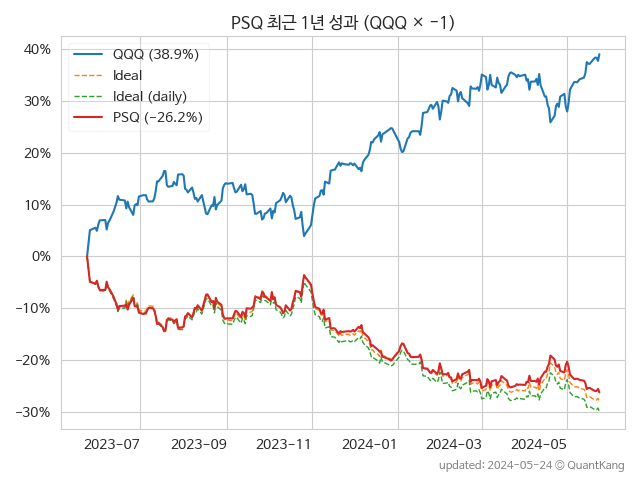 PSQ 최근 1년 성과 (QQQ × −1)
40%
30%
20%
10%
0%
−10%
−20%
−30%
QQQ (38.9%)
Ideal
Ideal (daily)
PSQ (−26.2%)
2023−07
2023−09
2023−11
2024−01
2024−03
2024−05
updated: 2024−05−24 © QuantKang